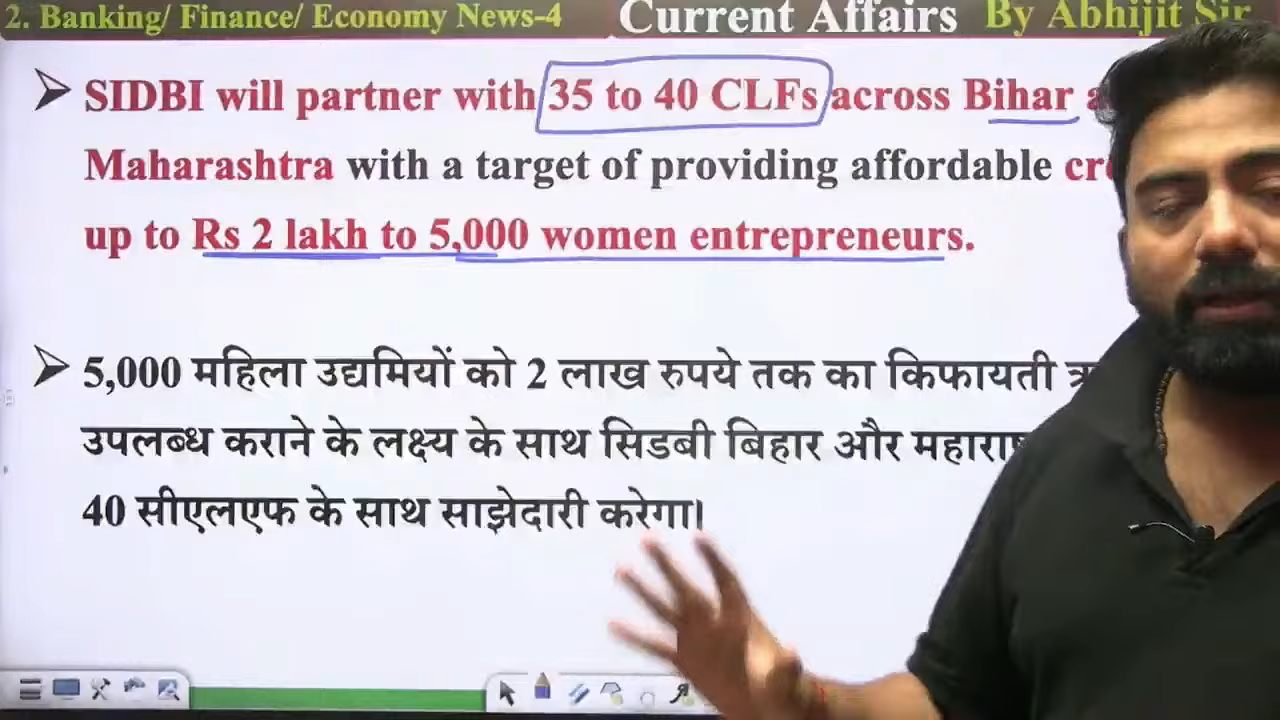 2. Banking/ Finance/ Economy News-4 Current Affairs By Abhijit Sir
SIDBI will partner with 35 to 40 CLFs across Bihar
Maharashtra with a target of providing affordable
up to Rs 2 lakh to 5,000 women entrepreneurs.
5,000 महिला उद्यमियों को 2 लाख रुपये तक का किफायती
उपलब्ध कराने के लक्ष्य के साथ सिडबी बिहार और
40 सीएलएफ के साथ साझेदारी करेगा।